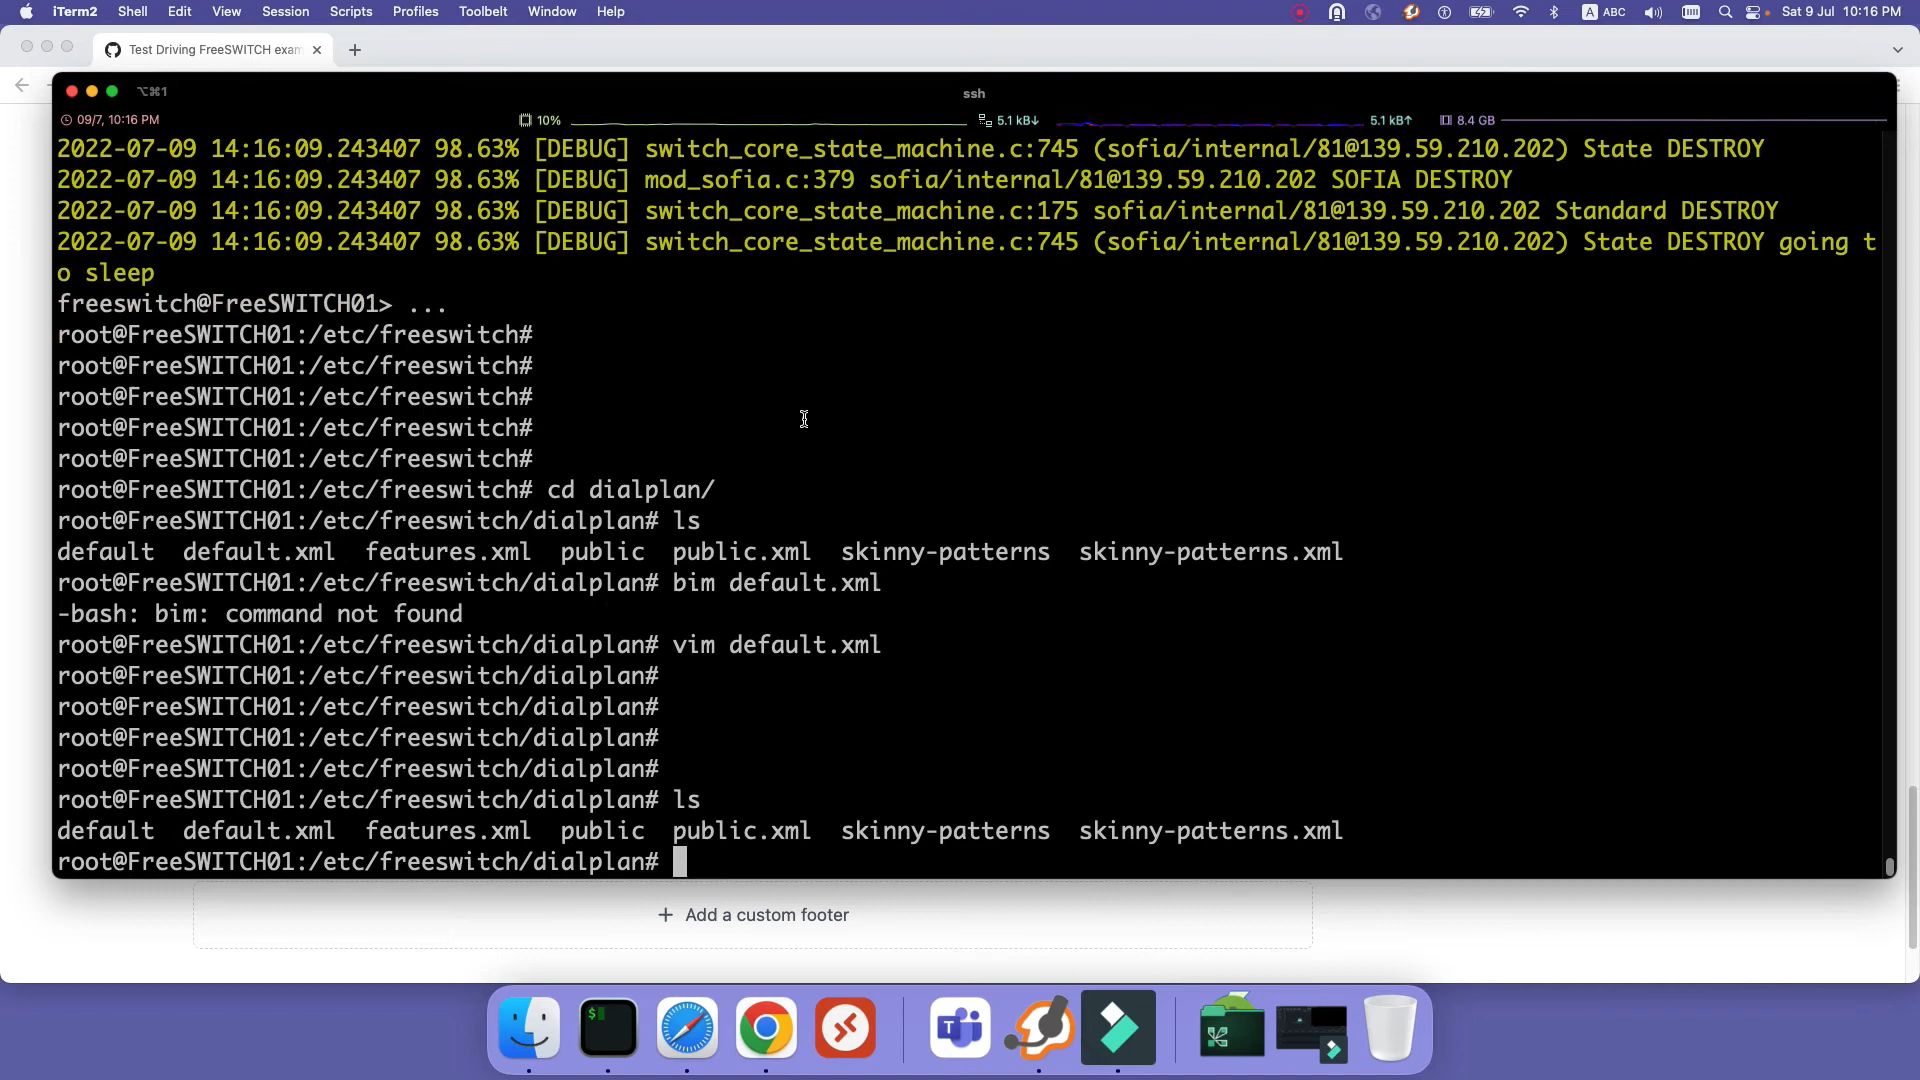 iTerm2 Shell Edit View Session Scripts Profiles Toolbelt Window Help ABC Sat 9 Jul 10:16 PM
Test Driving FreeSWITCH exam
⌥⌘1 ssh
09/7, 10:16 PM 10% 5.1 kB↓ 5.1 kB↑ 8.4 GB
2022-07-09 14:16:09.243407 98.63% [DEBUG] switch_core_state_machine.c:745 (sofia/internal/81@139.59.210.202) State DESTROY
2022-07-09 14:16:09.243407 98.63% [DEBUG] mod_sofia.c:379 sofia/internal/81@139.59.210.202 SOFIA DESTROY
2022-07-09 14:16:09.243407 98.63% [DEBUG] switch_core_state_machine.c:175 sofia/internal/81@139.59.210.202 Standard DESTROY
2022-07-09 14:16:09.243407 98.63% [DEBUG] switch_core_state_machine.c:745 (sofia/internal/81@139.59.210.202) State DESTROY going t
o sleep
freeswitch@FreeSWITCH01> ...
root@FreeSWITCH01:/etc/freeswitch#
root@FreeSWITCH01:/etc/freeswitch#
root@FreeSWITCH01:/etc/freeswitch#
root@FreeSWITCH01:/etc/freeswitch#
root@FreeSWITCH01:/etc/freeswitch#
root@FreeSWITCH01:/etc/freeswitch# cd dialplan/
root@FreeSWITCH01:/etc/freeswitch/dialplan# ls
default default.xml features.xml public public.xml skinny-patterns skinny-patterns.xml
root@FreeSWITCH01:/etc/freeswitch/dialplan# bim default.xml
-bash: bim: command not found
root@FreeSWITCH01:/etc/freeswitch/dialplan# vim default.xml
root@FreeSWITCH01:/etc/freeswitch/dialplan#
root@FreeSWITCH01:/etc/freeswitch/dialplan#
root@FreeSWITCH01:/etc/freeswitch/dialplan#
root@FreeSWITCH01:/etc/freeswitch/dialplan#
root@FreeSWITCH01:/etc/freeswitch/dialplan# ls
default default.xml features.xml public public.xml skinny-patterns skinny-patterns.xml
root@FreeSWITCH01:/etc/freeswitch/dialplan#
+ Add a custom footer